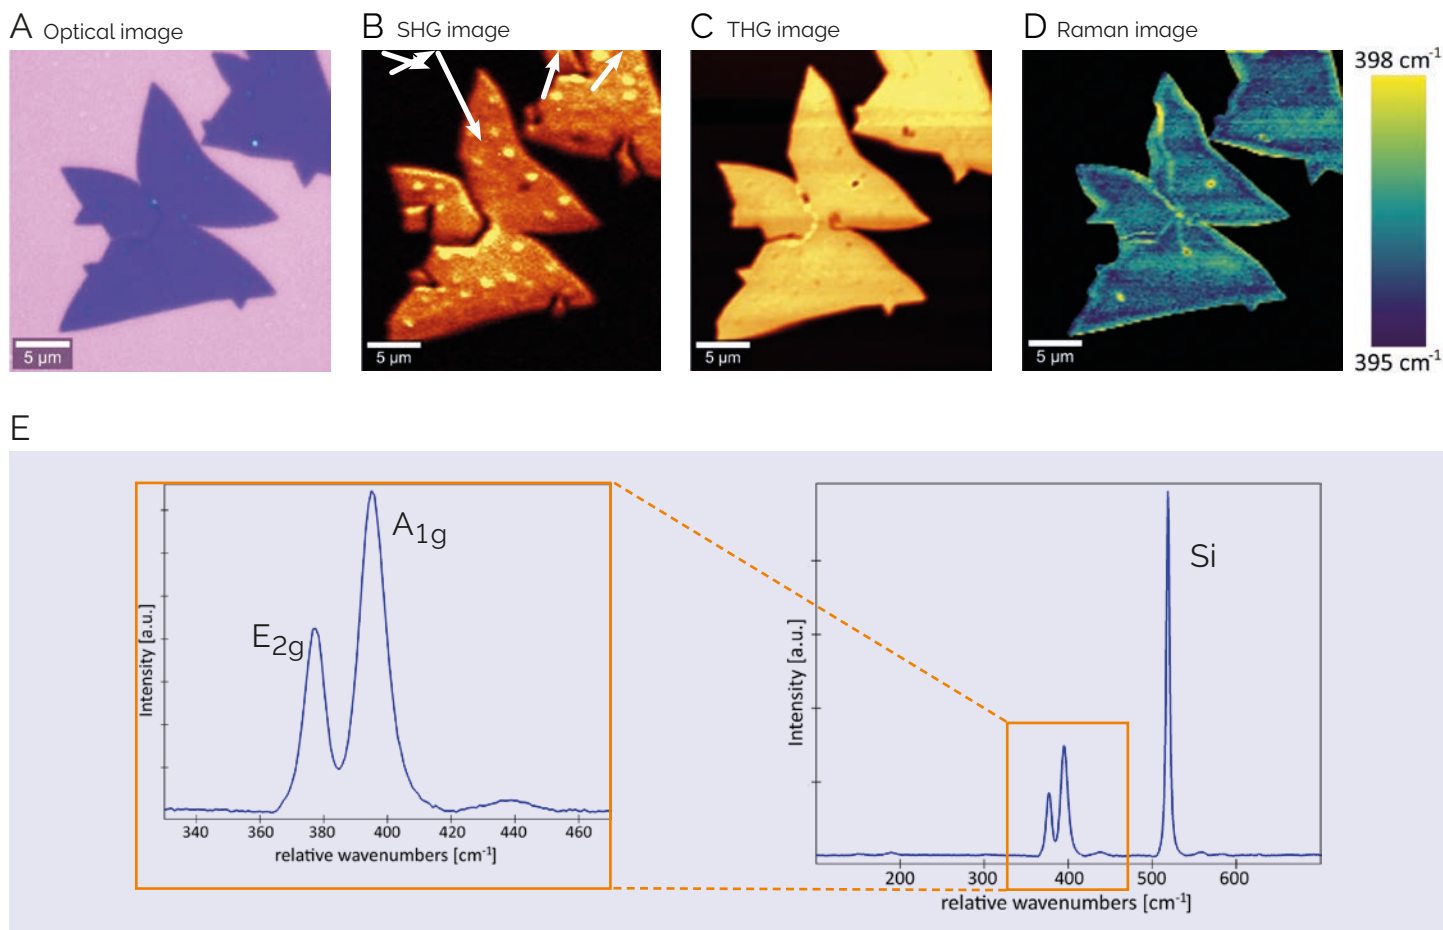 A Optical image
B SHG image
C THG image
D Raman image
398 cm⁻¹
5 µm
5 µm
5 µm
5 µm
395 cm⁻¹
E
A1g
E2g
Intensity [a.u.]
340 360 380 400 420 440 460
relative wavenumbers [cm⁻¹]
Si
Intensity [a.u.]
200 300 400 500 600
relative wavenumbers [cm⁻¹]